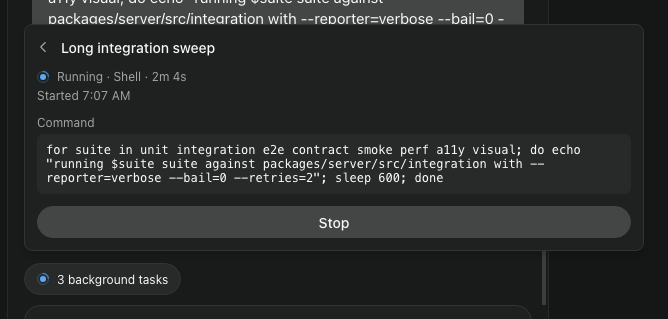 a11y visual; do echo "running $suite suite against
packages/server/src/integration with --reporter=verbose --bail=0 -
Long integration sweep
Running · Shell · 2m 4s
Started 7:07 AM
Command
for suite in unit integration e2e contract smoke perf a11y visual; do echo
"running $suite suite against packages/server/src/integration with --
reporter=verbose --bail=0 --retries=2"; sleep 600; done
Stop
3 background tasks